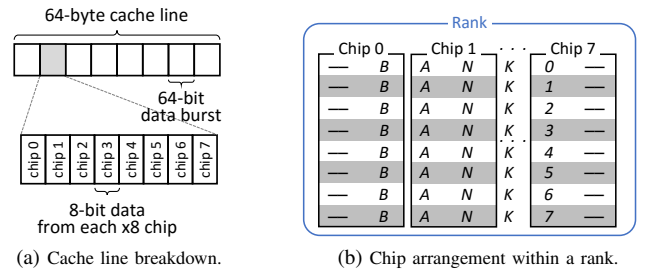 64-byte cache line
64-bit
data burst
chip 0
chip 1
chip 2
chip 3
chip 4
chip 5
chip 6
chip 7
8-bit data
from each x8 chip
(a) Cache line breakdown.
Rank
Chip 0 Chip 1 · · · Chip 7
— B A N K 0 —
— B A N K 1 —
— B A N K 2 —
— B A N K 3 —
· · ·
— B A N K 4 —
— B A N K 5 —
— B A N K 6 —
— B A N K 7 —
(b) Chip arrangement within a rank.